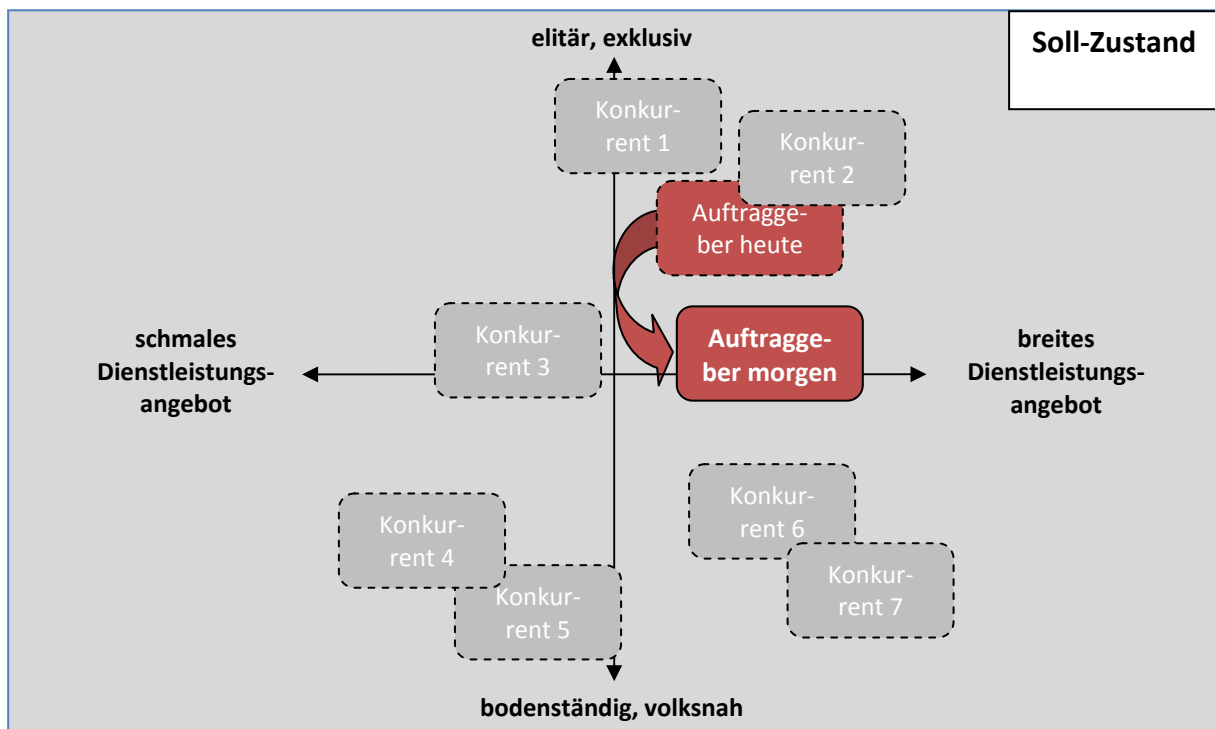 elitär, exklusiv
Soll-Zustand
Konkur-
rent 1
Konkur-
rent 2
Auftragge-
ber heute
Konkur-
rent 3
Auftragge-
ber morgen
schmales
Dienstleistungs-
angebot
breites
Dienstleistungs-
angebot
Konkur-
rent 4
Konkur-
rent 5
Konkur-
rent 6
Konkur-
rent 7
bodenständig, volksnah